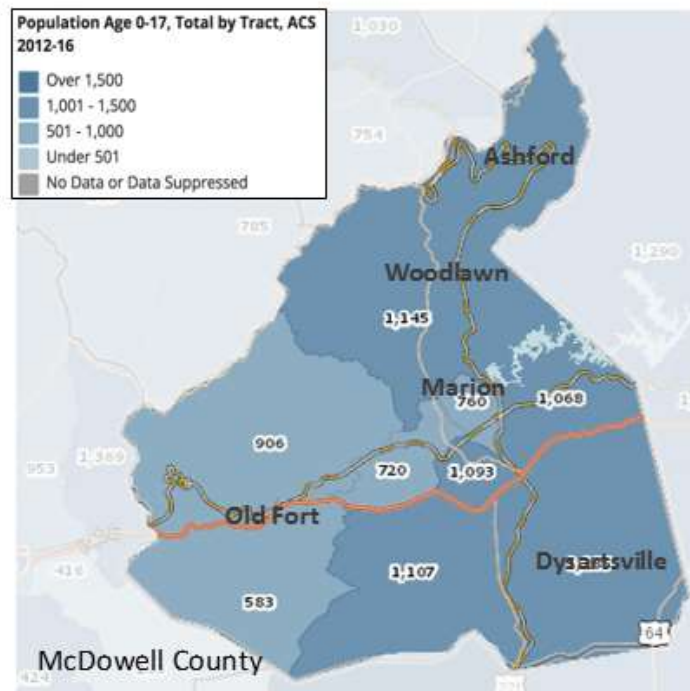 Population Age 0-17, Total by Tract, ACS
2012-16
Over 1,500
1,001 - 1,500
501 - 1,000
Under 501
No Data or Data Suppressed
1,030
754
Ashford
785
1,290
Woodlawn
1,145
Marion
760
1,068
906
1,369
953
720
1,093
Old Fort
416
Dysartsville
1,107
583
64
McDowell County
424
221